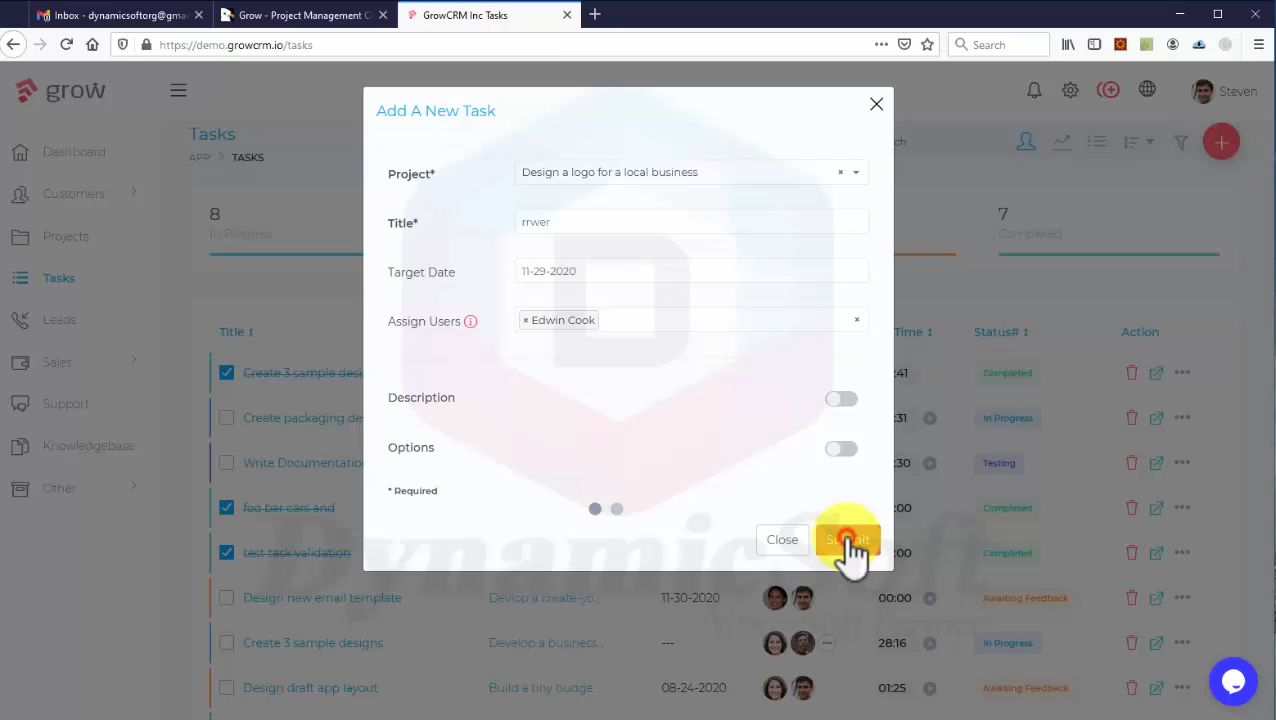 Inbox - dynamicsoftorg@gma
Grow - Project Management C
GrowCRM Inc Tasks
https://demo.growcrm.io/tasks
Search
grow
Steven
Add A New Task
Tasks
APP
TASKS
Dashboard
Customers
Projects
Tasks
Leads
Sales
Support
Knowledgebase
Other
8
In Progress
7
Completed
Project*
Design a logo for a local business
Title*
rrwer
Target Date
11-29-2020
Assign Users
× Edwin Cook
Description
Options
* Required
Close
Submit
Title
Time
Status#
Action
Create 3 sample desi
:41
Completed
Create packaging de
:31
In Progress
Write Documentatio
:30
Testing
foo bar cars and
:00
Completed
test task validation
:00
Completed
Design new email template
Devlop a create-yo...
11-30-2020
00:00
Awaiting Feedback
Create 3 sample designs
Develop a business...
---
28:16
In Progress
Design draft app layout
Build a tiny budge...
08-24-2020
01:25
Awaiting Feedback
DynamicSoft